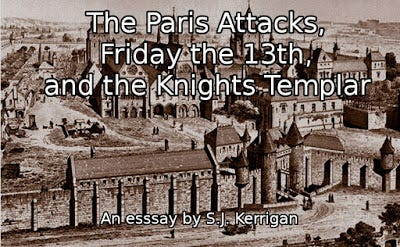 The Paris Attacks,
Friday the 13th,
and the Knights Templar
An esssay by S.J. Kerrigan